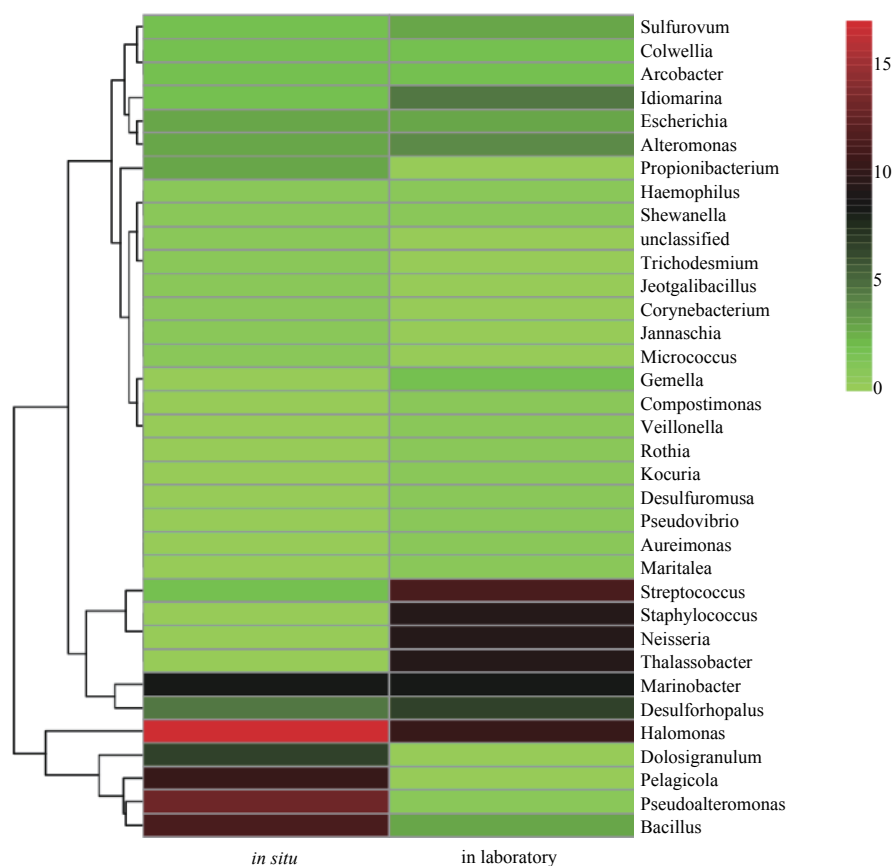 Sulfurovum
Colwellia
Arcobacter
Idiomarina
Escherichia
Alteromonas
Propionibacterium
Haemophilus
Shewanella
unclassified
Trichodesmium
Jeotgalibacillus
Corynebacterium
Jannaschia
Micrococcus
Gemella
Compostimonas
Veillonella
Rothia
Kocuria
Desulfuromusa
Pseudovibrio
Aureimonas
Maritalea
Streptococcus
Staphylococcus
Neisseria
Thalassobacter
Marinobacter
Desulforhopalus
Halomonas
Dolosigranulum
Pelagicola
Pseudoalteromonas
Bacillus
in situ in laboratory
15
10
5
0